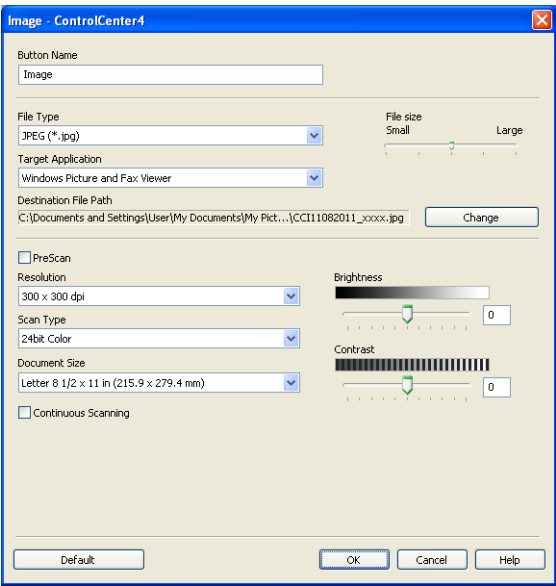 Image - ControlCenter4
Button Name
Image
File Type
JPEG (*.jpg)
File size
Small Large
Target Application
Windows Picture and Fax Viewer
Destination File Path
C:\Documents and Settings\User\My Documents\My Pict...\CCI11082011_xxxx.jpg
Change
PreScan
Resolution
300 x 300 dpi
Brightness
0
Scan Type
24bit Color
Contrast
0
Document Size
Letter 8 1/2 x 11 in (215.9 x 279.4 mm)
Continuous Scanning
Default OK Cancel Help